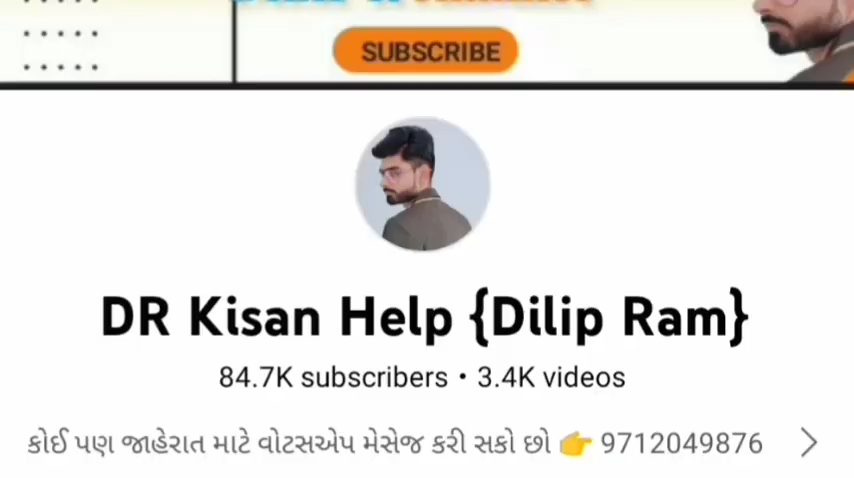 SUBSCRIBE
DR Kisan Help {Dilip Ram}
84.7K subscribers • 3.4K videos
કોઈ પણ જાહેરાત માટે વોટસએપ મેસેજ કરી સકો છો 👉 9712049876